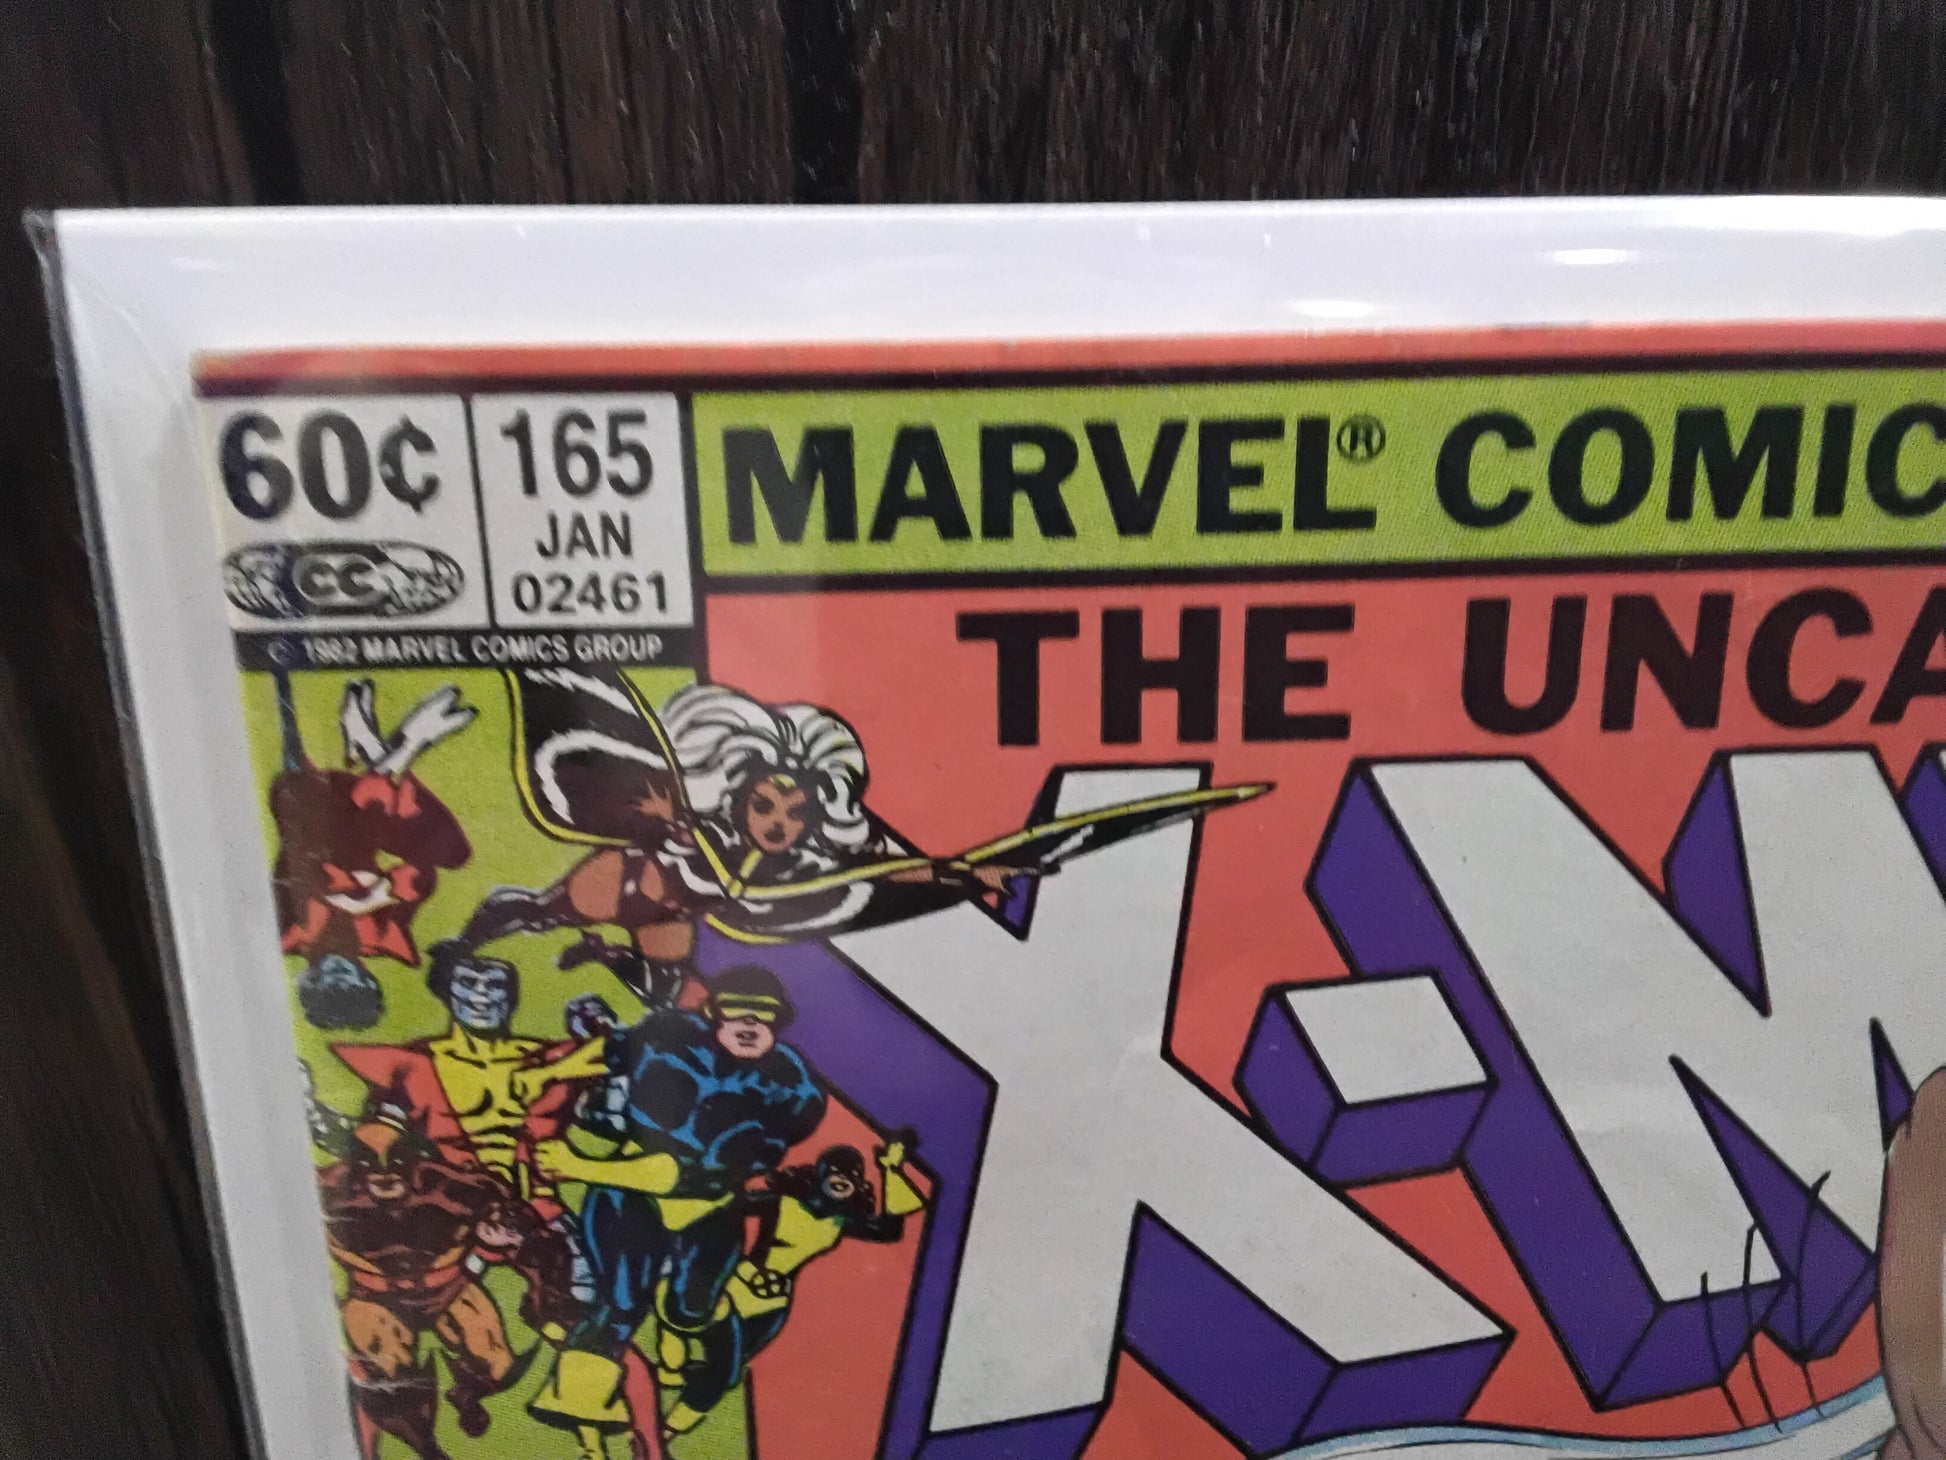 60¢
165
JAN
02461
CC
© 1982 MARVEL COMICS GROUP
MARVEL® COMIC
THE UNCA
X-M